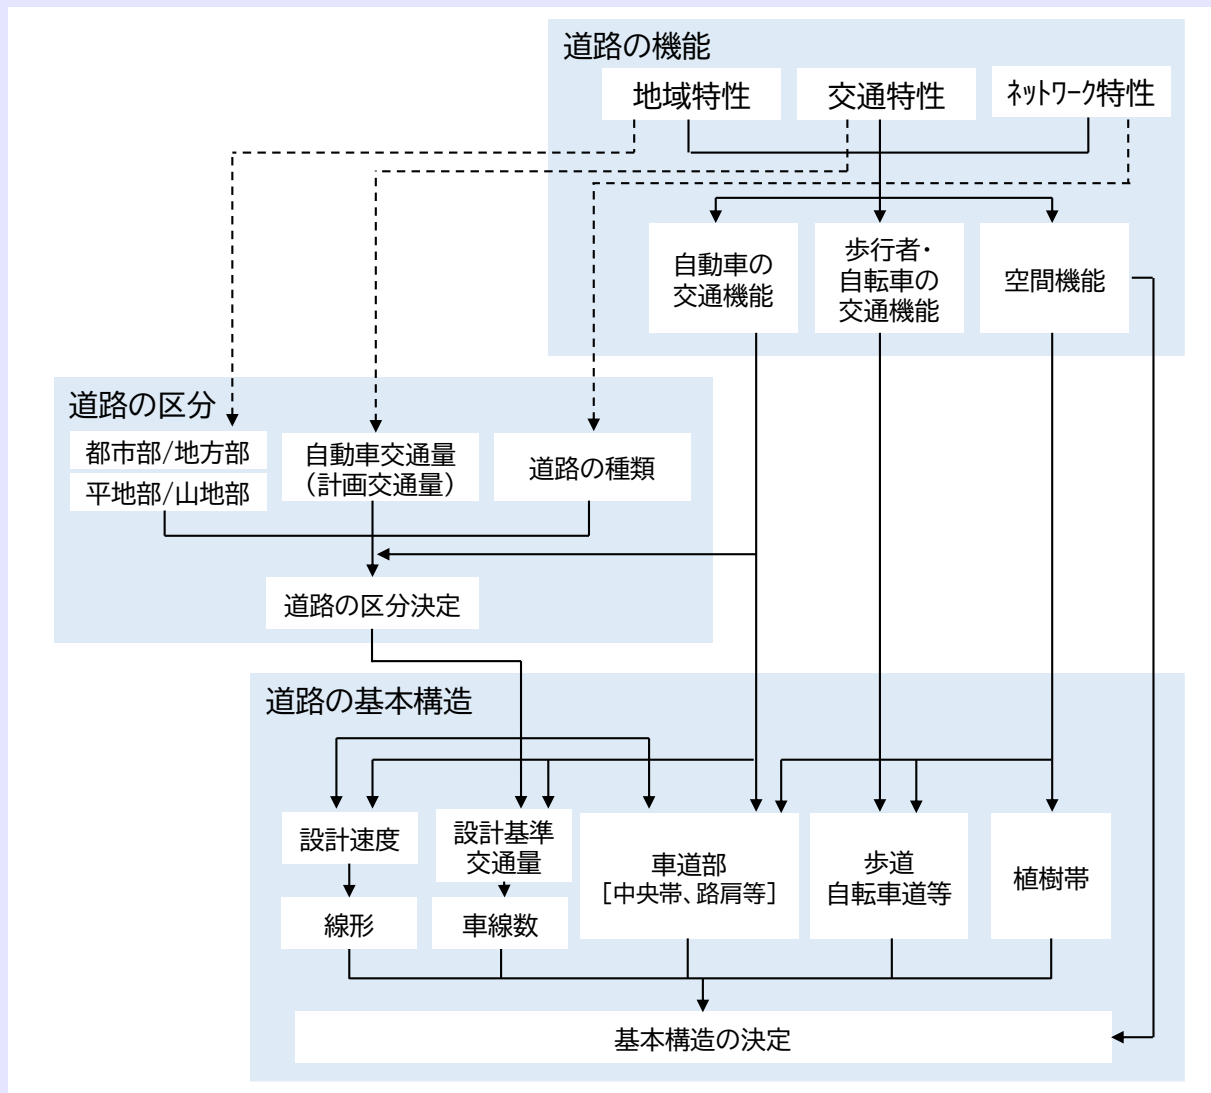 道路の機能
地域特性
交通特性
ﾈｯﾄﾜｰｸ特性
自動車の
交通機能
歩行者・
自転車の
交通機能
空間機能
道路の区分
都市部/地方部
平地部/山地部
自動車交通量
（計画交通量）
道路の種類
道路の区分決定
道路の基本構造
設計速度
設計基準
交通量
車道部
［中央帯、路肩等］
歩道
自転車道等
植樹帯
線形
車線数
基本構造の決定